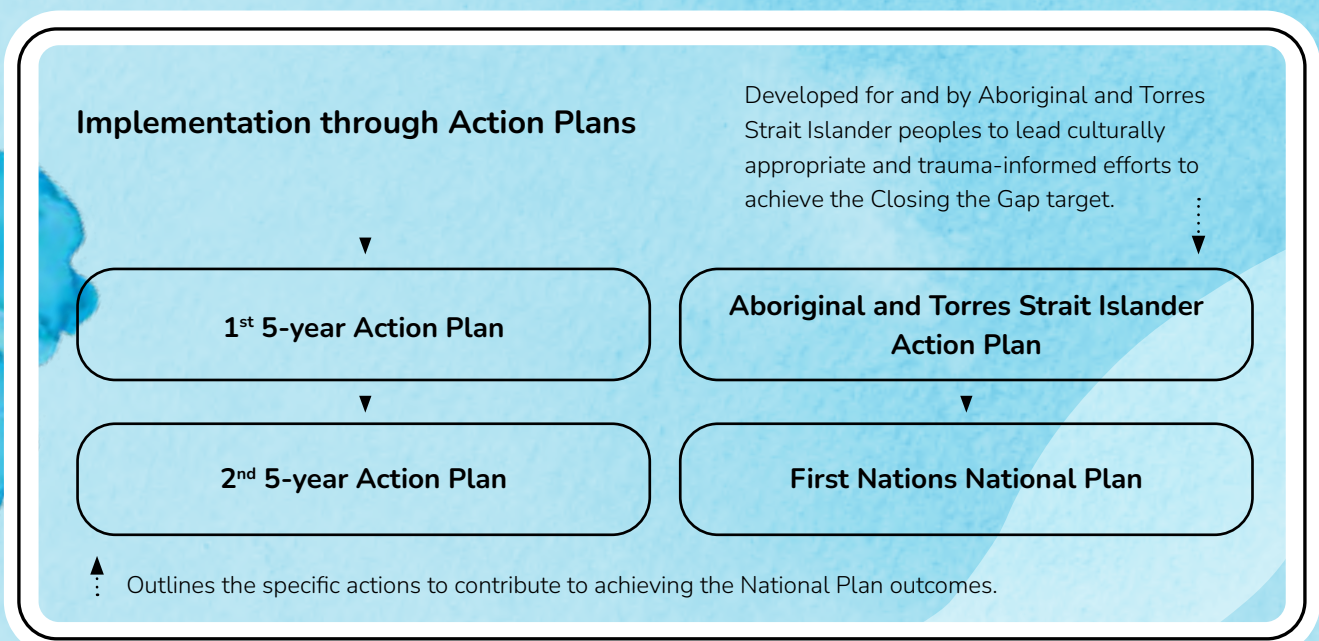 Implementation through Action Plans
Developed for and by Aboriginal and Torres
Strait Islander peoples to lead culturally
appropriate and trauma-informed efforts to
achieve the Closing the Gap target.
1st 5-year Action Plan
Aboriginal and Torres Strait Islander
Action Plan
2nd 5-year Action Plan
First Nations National Plan
Outlines the specific actions to contribute to achieving the National Plan outcomes.